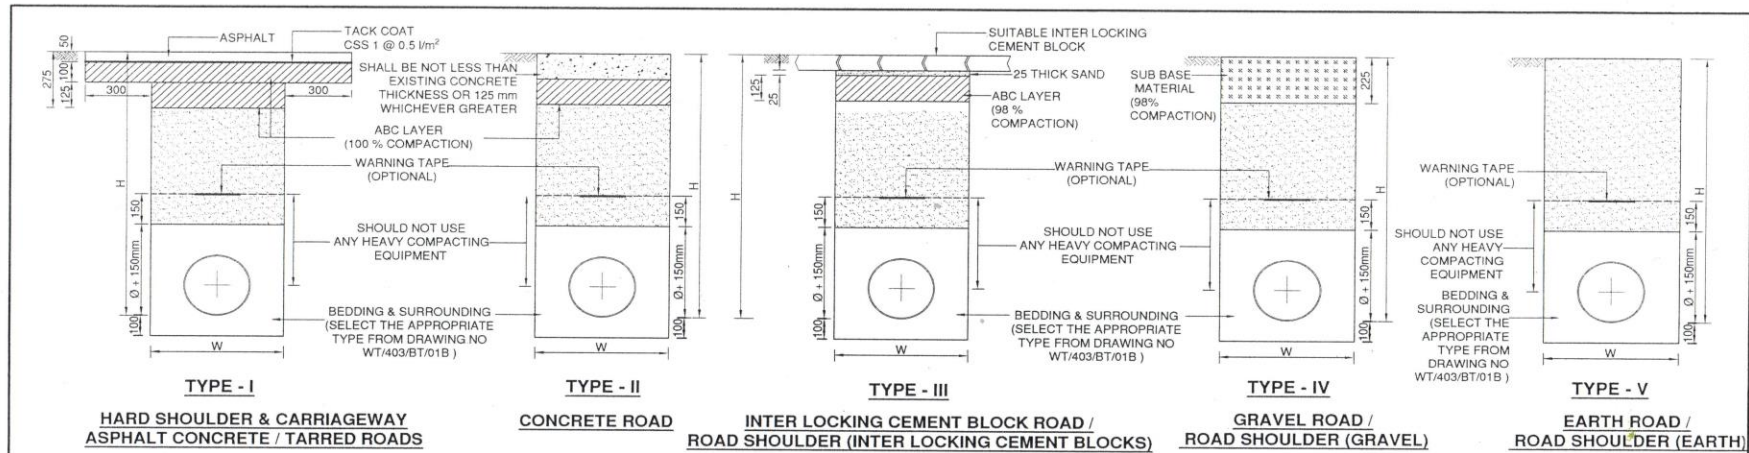 50
275
100
125
300
300
ASPHALT
TACK COAT
CSS 1 @ 0.5 l/m²
SHALL BE NOT LESS THAN
EXISTING CONCRETE
THICKNESS OR 125 mm
WHICHEVER GREATER
ABC LAYER
(100 % COMPACTION)
WARNING TAPE
(OPTIONAL)
SHOULD NOT USE
ANY HEAVY COMPACTING
EQUIPMENT
BEDDING & SURROUNDING
(SELECT THE APPROPRIATE
TYPE FROM DRAWING NO
WT/403/BT/01B )
H
150
Ø + 150mm
100
W
H
150
Ø + 150mm
100
W
SUITABLE INTER LOCKING
CEMENT BLOCK
25 THICK SAND
ABC LAYER
(98 %
COMPACTION)
125
25
WARNING TAPE
(OPTIONAL)
SHOULD NOT USE
ANY HEAVY COMPACTING
EQUIPMENT
BEDDING & SURROUNDING
(SELECT THE APPROPRIATE
TYPE FROM DRAWING NO
WT/403/BT/01B )
H
150
Ø + 150mm
100
W
SUB BASE
MATERIAL
(98%
COMPACTION)
225
H
150
Ø + 150mm
100
W
WARNING TAPE
(OPTIONAL)
SHOULD NOT USE
ANY HEAVY
COMPACTING
EQUIPMENT
BEDDING &
SURROUNDING
(SELECT THE
APPROPRIATE
TYPE FROM
DRAWING NO
WT/403/BT/01B )
H
150
Ø + 150mm
100
W
TYPE - I
HARD SHOULDER & CARRIAGEWAY
ASPHALT CONCRETE / TARRED ROADS
TYPE - II
CONCRETE ROAD
TYPE - III
INTER LOCKING CEMENT BLOCK ROAD /
ROAD SHOULDER (INTER LOCKING CEMENT BLOCKS)
TYPE - IV
GRAVEL ROAD /
ROAD SHOULDER (GRAVEL)
TYPE - V
EARTH ROAD /
ROAD SHOULDER (EARTH)